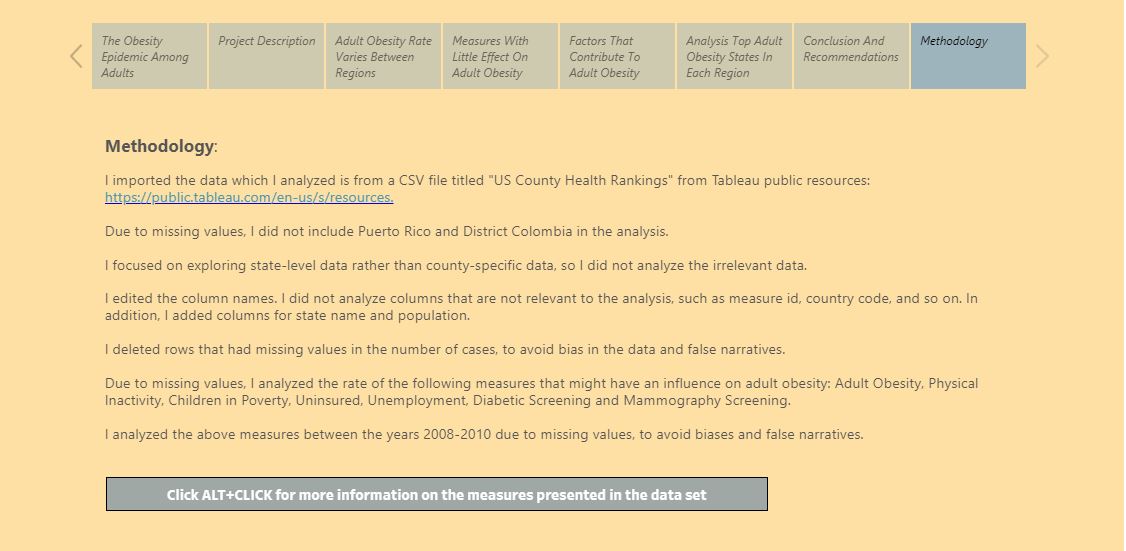 The Obesity
Epidemic Among
Adults
Project Description
Adult Obesity Rate
Varies Between
Regions
Measures With
Little Effect On
Adult Obesity
Factors That
Contribute To
Adult Obesity
Analysis Top Adult
Obesity States In
Each Region
Conclusion And
Recommendations
Methodology
Methodology:
I imported the data which I analyzed is from a CSV file titled "US County Health Rankings" from Tableau public resources:
https://public.tableau.com/en-us/s/resources.
Due to missing values, I did not include Puerto Rico and District Colombia in the analysis.
I focused on exploring state-level data rather than county-specific data, so I did not analyze the irrelevant data.
I edited the column names. I did not analyze columns that are not relevant to the analysis, such as measure id, country code, and so on. In
addition, I added columns for state name and population.
I deleted rows that had missing values in the number of cases, to avoid bias in the data and false narratives.
Due to missing values, I analyzed the rate of the following measures that might have an influence on adult obesity: Adult Obesity, Physical
Inactivity, Children in Poverty, Uninsured, Unemployment, Diabetic Screening and Mammography Screening.
I analyzed the above measures between the years 2008-2010 due to missing values, to avoid biases and false narratives.
Click ALT+CLICK for more information on the measures presented in the data set